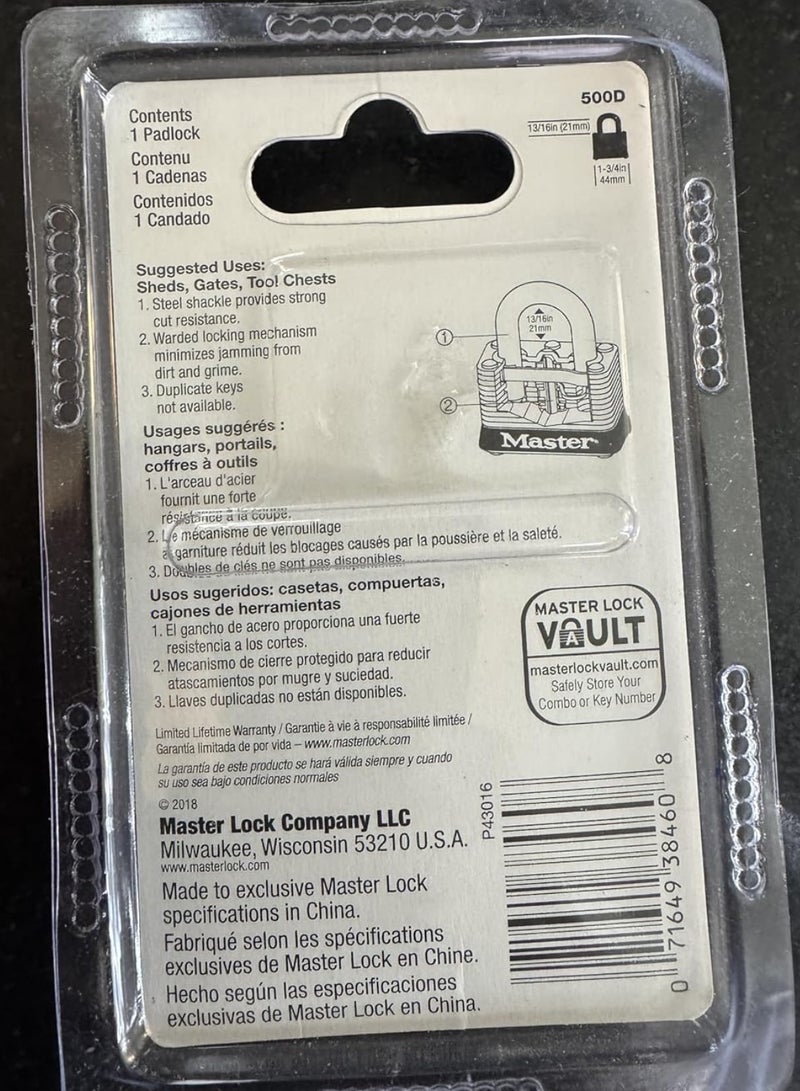 Contents
1 Padlock
Contenu
1 Cadenas
Contenidos
1 Candado
500D
13/16in (21mm)
1-3/4in
44mm
Suggested Uses:
Sheds, Gates, Tool Chests
1. Steel shackle provides strong
cut resistance.
2. Warded locking mechanism
minimizes jamming from
dirt and grime.
3. Duplicate keys
not available.
1
13/16in
21mm
2
Master
Usages suggérés :
hangars, portails,
coffres à outils
1. L'arceau d'acier
fournit une forte
résistance à la coupe.
2. Le mécanisme de verrouillage
à garniture réduit les blocages causés par la poussière et la saleté.
3. Doubles de clés ne sont pas disponibles.
Usos sugeridos: casetas, compuertas,
cajones de herramientas
1. El gancho de acero proporciona una fuerte
resistencia a los cortes.
2. Mecanismo de cierre protegido para reducir
atascamientos por mugre y suciedad.
3. Llaves duplicadas no están disponibles.
MASTER LOCK
VAULT
masterlockvault.com
Safely Store Your
Combo or Key Number
Limited Lifetime Warranty / Garantie à vie à responsabilité limitée /
Garantía limitada de por vida – www.masterlock.com
La garantía de este producto se hará válida siempre y cuando
su uso sea bajo condiciones normales
© 2018
Master Lock Company LLC
Milwaukee, Wisconsin 53210 U.S.A.
www.masterlock.com
Made to exclusive Master Lock
specifications in China.
Fabriqué selon les spécifications
exclusives de Master Lock en Chine.
Hecho según las especificaciones
exclusivas de Master Lock en China.
P43016
0 71649 38460 8